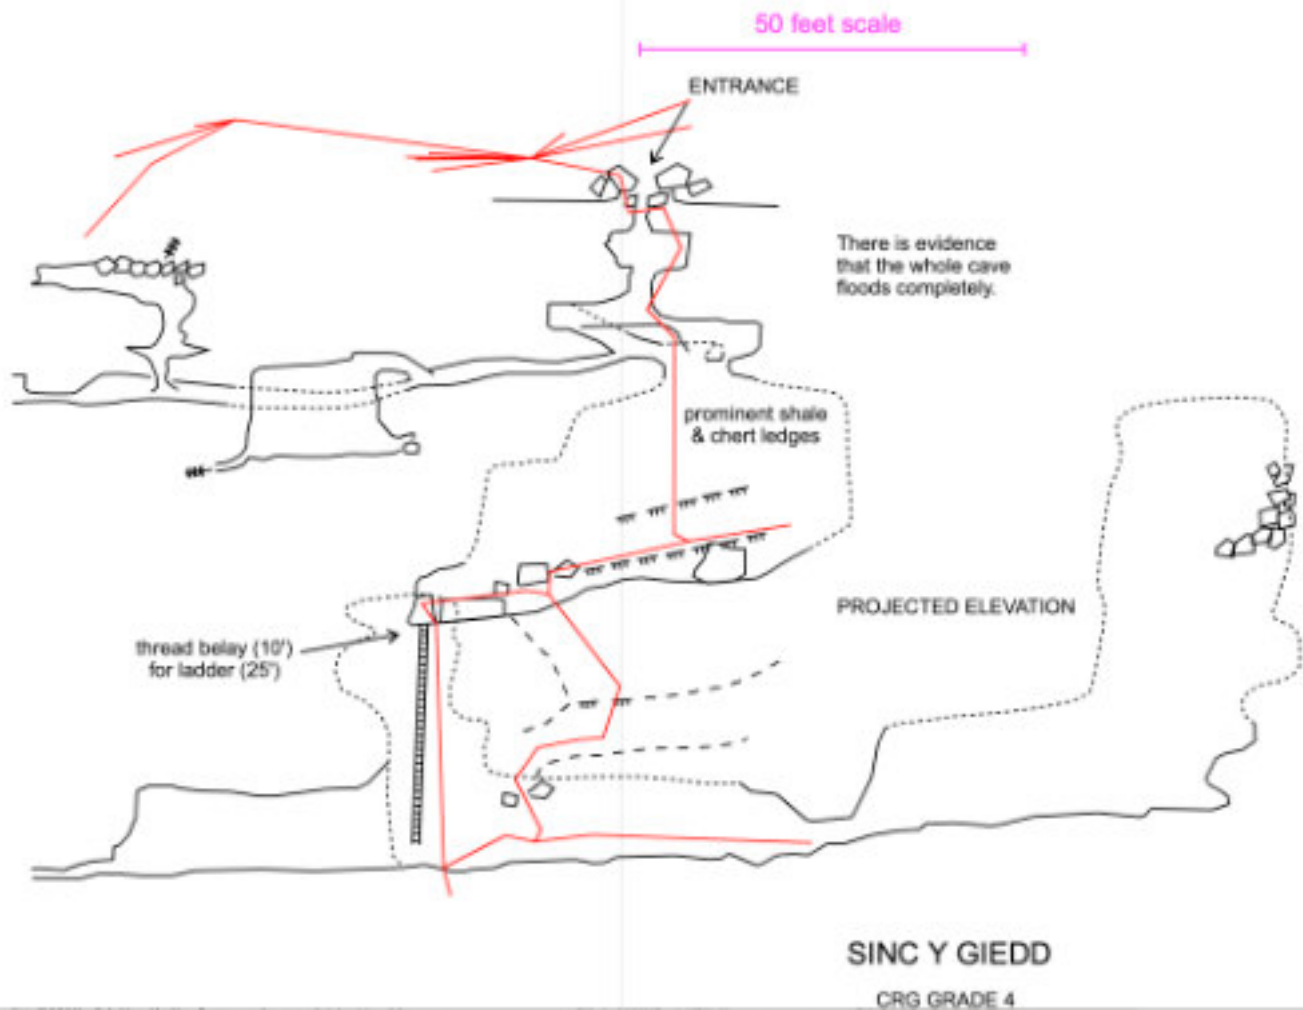 50 feet scale
ENTRANCE
There is evidence
that the whole cave
floods completely.
prominent shale
& chert ledges
PROJECTED ELEVATION
thread belay (10')
for ladder (25')
SINC Y GIEDD
CRG GRADE 4